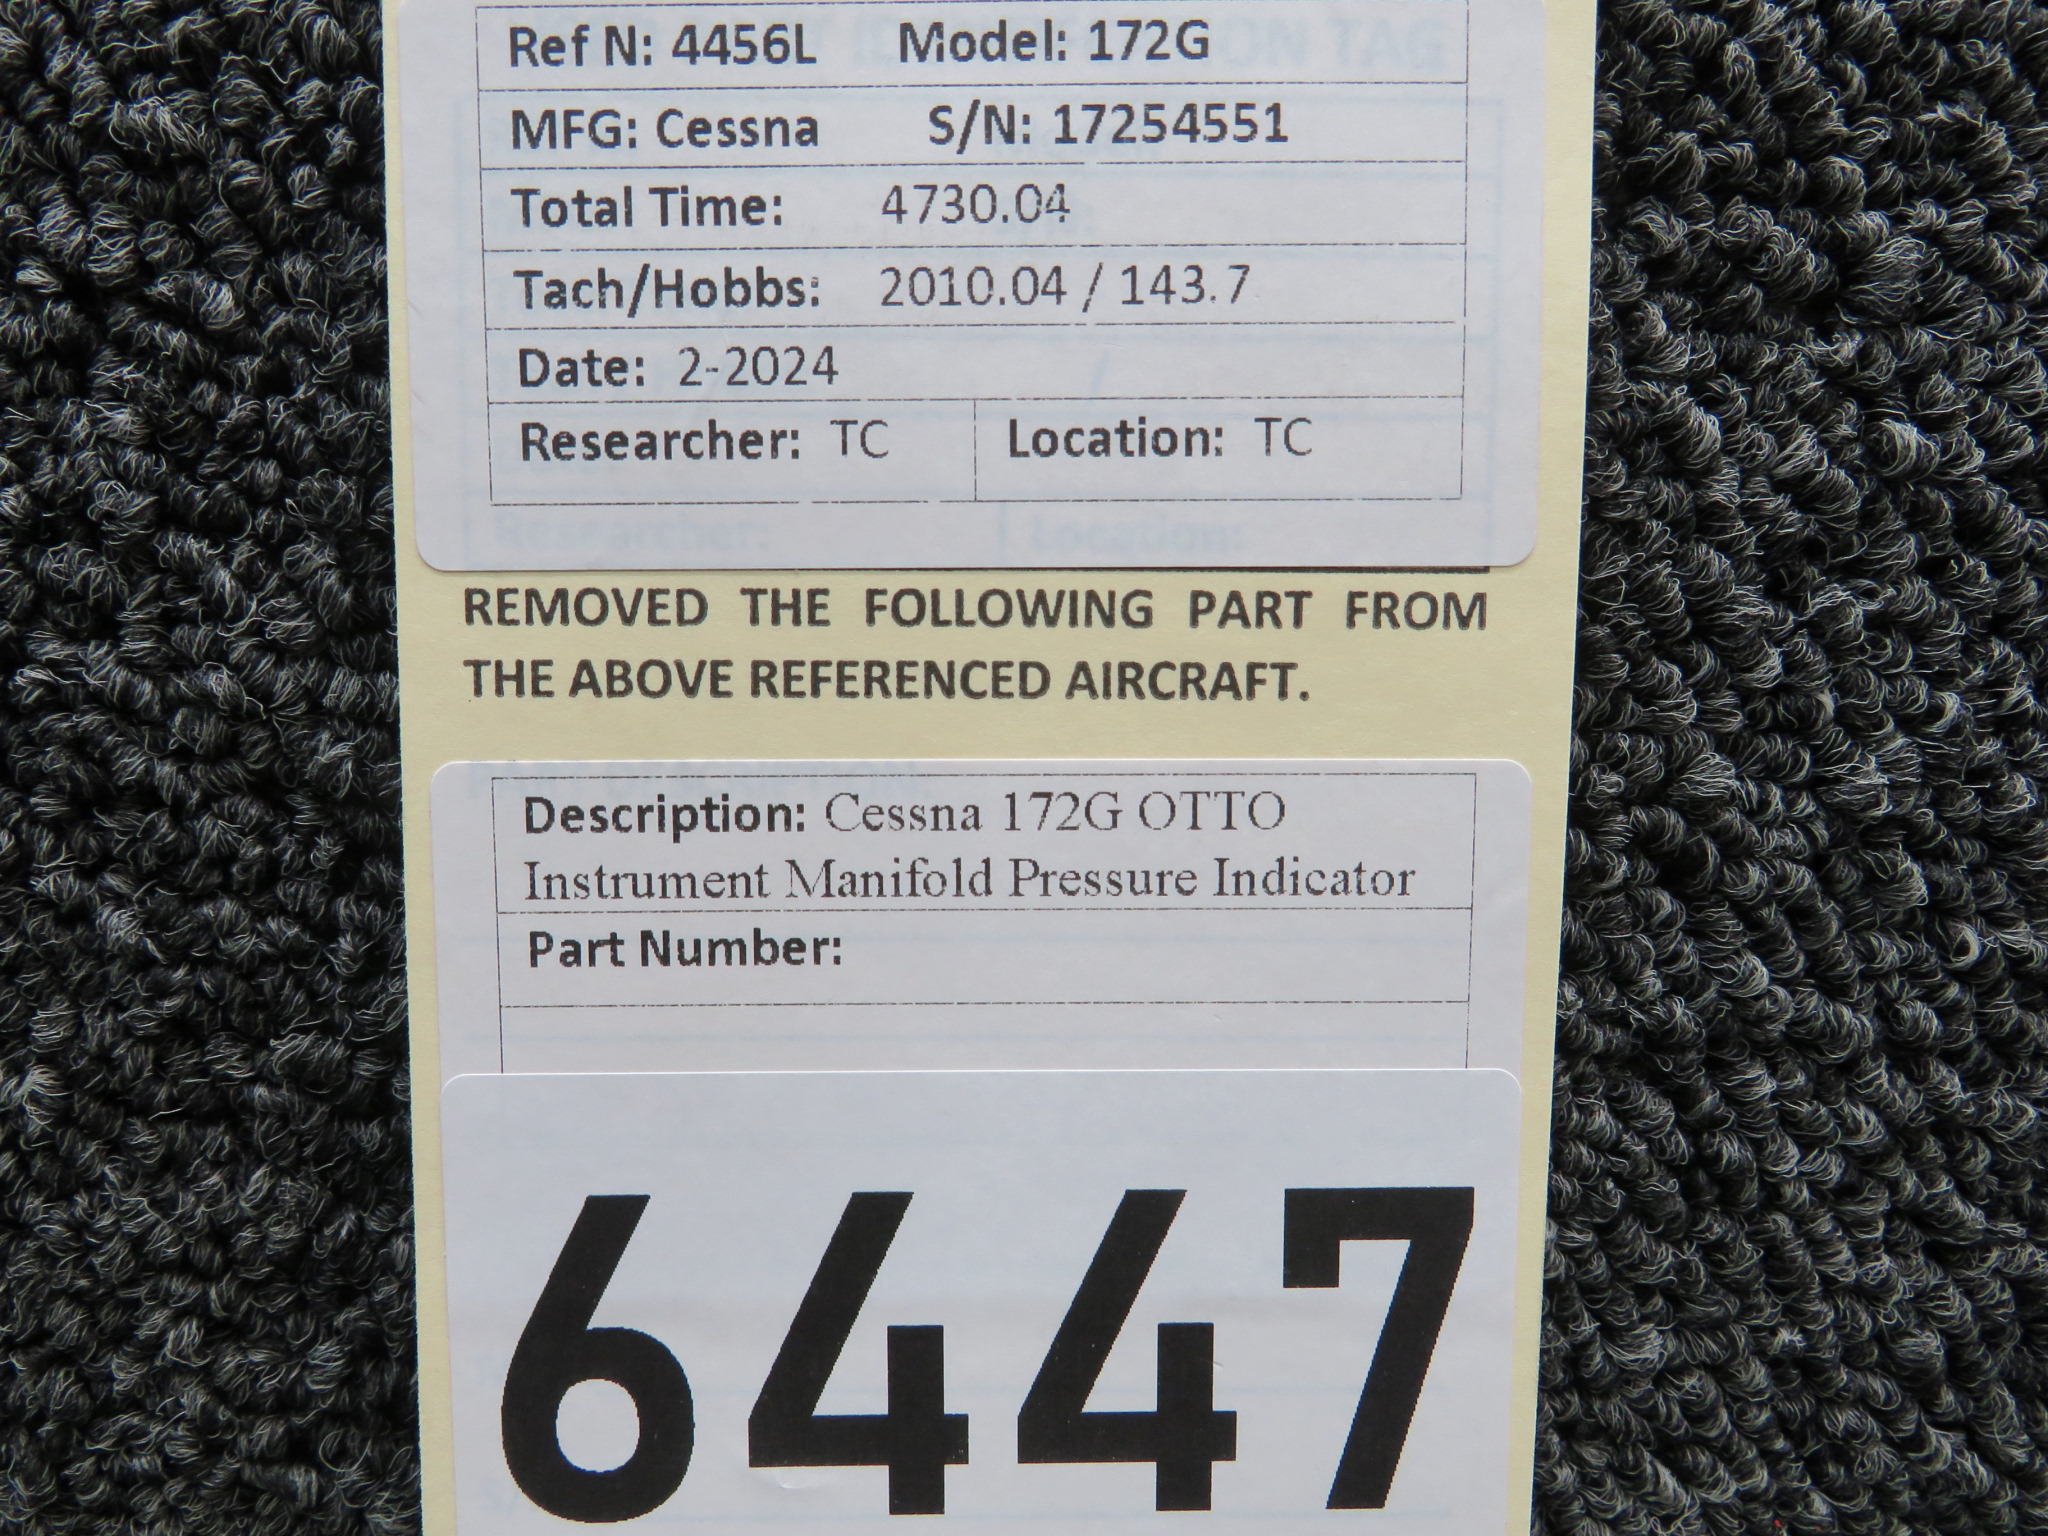 Ref N: 4456L Model: 172G
MFG: Cessna S/N: 17254551
Total Time: 4730.04
Tach/Hobbs: 2010.04 / 143.7
Date: 2-2024
Researcher: TC Location: TC
Researcher: Location:
REMOVED THE FOLLOWING PART FROM
THE ABOVE REFERENCED AIRCRAFT.
Description: Cessna 172G OTTO
Instrument Manifold Pressure Indicator
Part Number:
6447